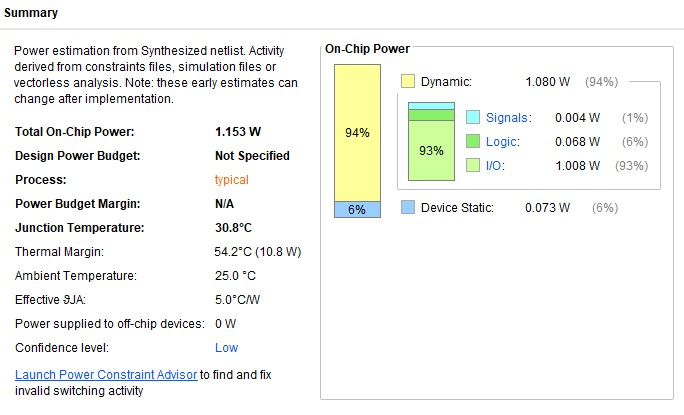 Summary
Power estimation from Synthesized netlist. Activity
derived from constraints files, simulation files or
vectorless analysis. Note: these early estimates can
change after implementation.
Total On-Chip Power: 1.153 W
Design Power Budget: Not Specified
Process: typical
Power Budget Margin: N/A
Junction Temperature: 30.8°C
Thermal Margin: 54.2°C (10.8 W)
Ambient Temperature: 25.0 °C
Effective ϑJA: 5.0°C/W
Power supplied to off-chip devices: 0 W
Confidence level: Low
Launch Power Constraint Advisor to find and fix
invalid switching activity
On-Chip Power
94%
6%
Dynamic: 1.080 W (94%)
93%
Signals: 0.004 W (1%)
Logic: 0.068 W (6%)
I/O: 1.008 W (93%)
Device Static: 0.073 W (6%)